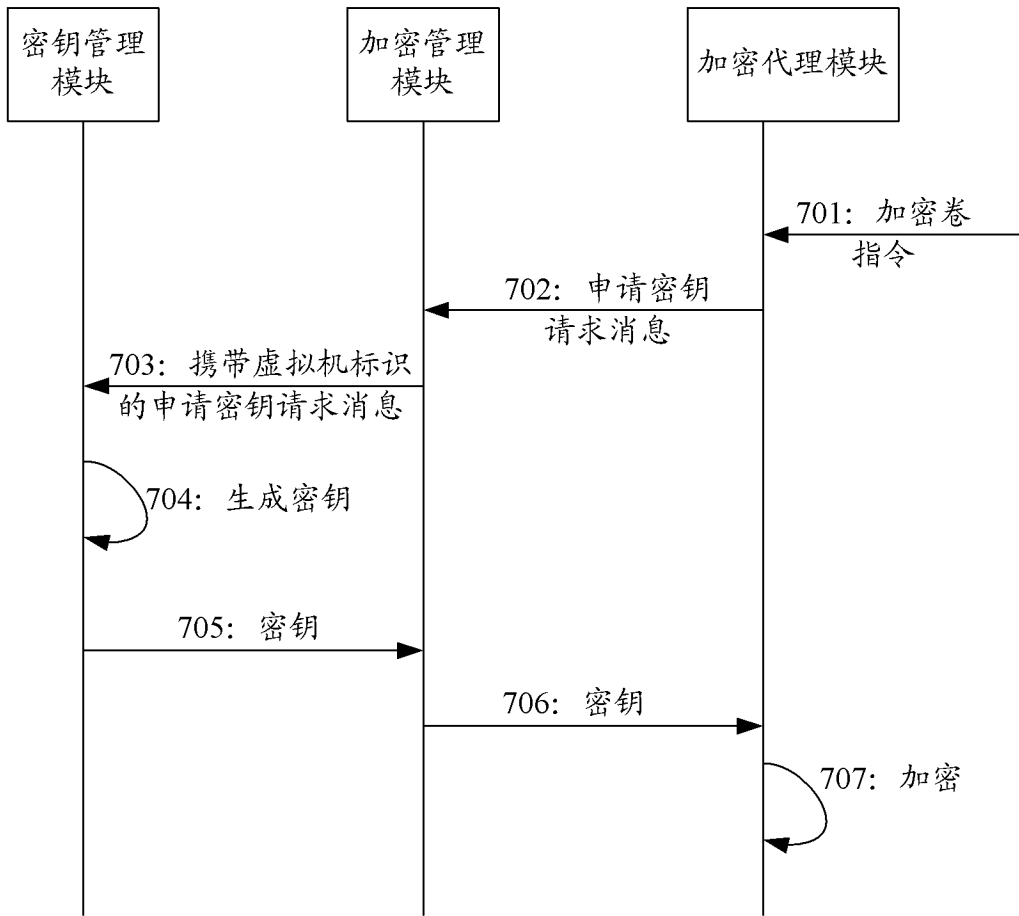 密钥管理
模块
加密管理
模块
加密代理模块
701：加密卷
指令
702：申请密钥
请求消息
703：携带虚拟机标识
的申请密钥请求消息
704：生成密钥
705：密钥
706：密钥
707：加密